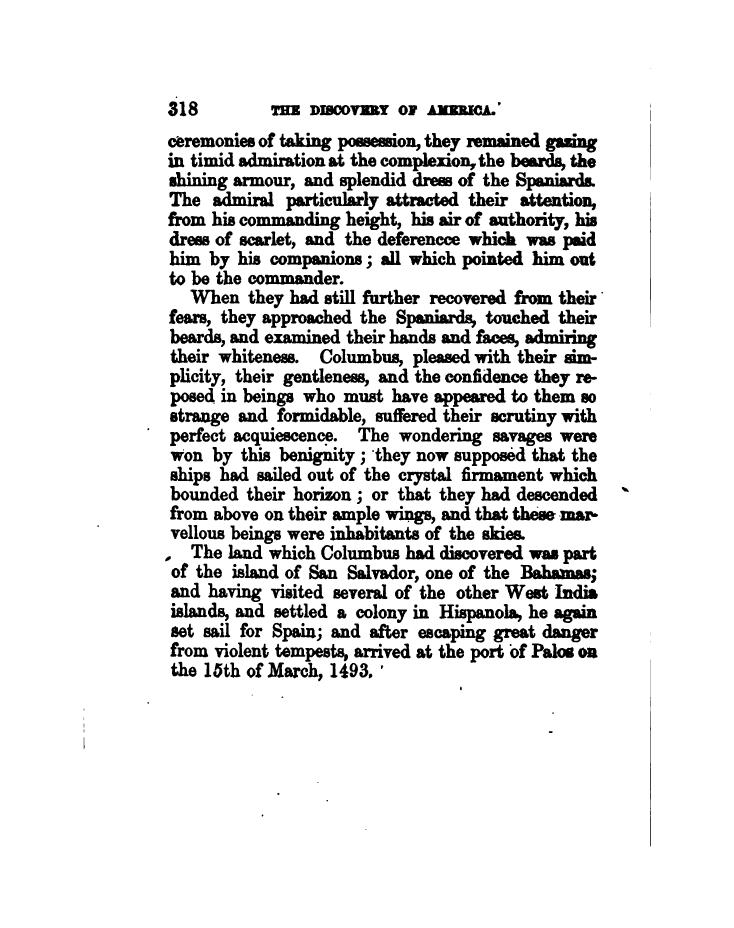 318 THE DISCOVERY OF AMERICA.
ceremonies of taking possession, they remained gazing
in timid admiration at the complexion, the beards, the
shining armour, and splendid dress of the Spaniards.
The admiral particularly attracted their attention,
from his commanding height, his air of authority, his
dress of scarlet, and the deferencce which was paid
him by his companions ; all which pointed him out
to be the commander.
When they had still further recovered from their
fears, they approached the Spaniards, touched their
beards, and examined their hands and faces, admiring
their whiteness. Columbus, pleased with their sim-
plicity, their gentleness, and the confidence they re-
posed in beings who must have appeared to them so
strange and formidable, suffered their scrutiny with
perfect acquiescence. The wondering savages were
won by this benignity ; they now supposed that the
ships had sailed out of the crystal firmament which
bounded their horizon ; or that they had descended
from above on their ample wings, and that these mar-
vellous beings were inhabitants of the skies.
The land which Columbus had discovered was part
of the island of San Salvador, one of the Bahamas;
and having visited several of the other West India
islands, and settled a colony in Hispanola, he again
set sail for Spain; and after escaping great danger
from violent tempests, arrived at the port of Palos on
the 15th of March, 1493.